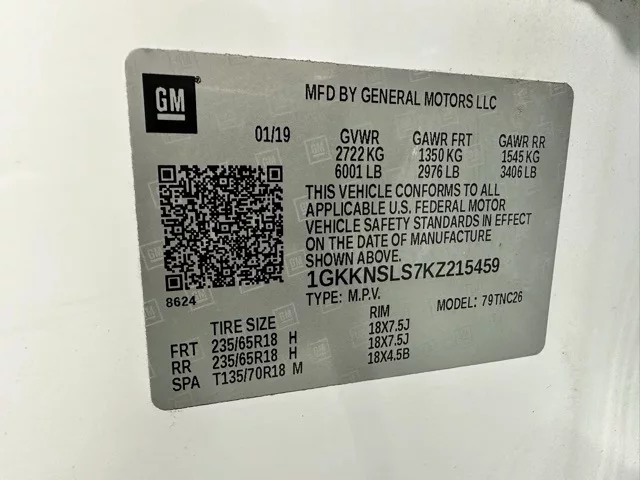 GM
MFD BY GENERAL MOTORS LLC
01/19 GVWR GAWR FRT GAWR RR
2722 KG 1350 KG 1545 KG
6001 LB 2976 LB 3406 LB
THIS VEHICLE CONFORMS TO ALL
APPLICABLE U.S. FEDERAL MOTOR
VEHICLE SAFETY STANDARDS IN EFFECT
ON THE DATE OF MANUFACTURE
SHOWN ABOVE.
1GKKNSLS7KZ215459
8624
TYPE: M.P.V. MODEL: 79TNC26
TIRE SIZE RIM
FRT 235/65R18 H 18X7.5J
RR 235/65R18 H 18X7.5J
SPA T135/70R18 M 18X4.5B